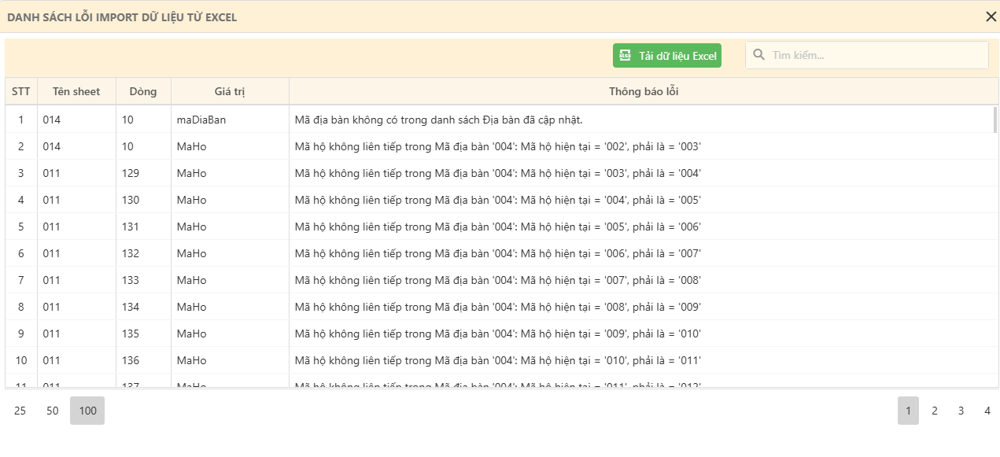 DANH SÁCH LỖI IMPORT DỮ LIỆU TỪ EXCEL
Tải dữ liệu Excel Tìm kiếm...
STT Tên sheet Dòng Giá trị Thông báo lỗi
1 014 10 maDiaBan Mã địa bàn không có trong danh sách Địa bàn đã cập nhật.
2 014 10 MaHo Mã hộ không liên tiếp trong Mã địa bàn '004': Mã hộ hiện tại = '002', phải là = '003'
3 011 129 MaHo Mã hộ không liên tiếp trong Mã địa bàn '004': Mã hộ hiện tại = '003', phải là = '004'
4 011 130 MaHo Mã hộ không liên tiếp trong Mã địa bàn '004': Mã hộ hiện tại = '004', phải là = '005'
5 011 131 MaHo Mã hộ không liên tiếp trong Mã địa bàn '004': Mã hộ hiện tại = '005', phải là = '006'
6 011 132 MaHo Mã hộ không liên tiếp trong Mã địa bàn '004': Mã hộ hiện tại = '006', phải là = '007'
7 011 133 MaHo Mã hộ không liên tiếp trong Mã địa bàn '004': Mã hộ hiện tại = '007', phải là = '008'
8 011 134 MaHo Mã hộ không liên tiếp trong Mã địa bàn '004': Mã hộ hiện tại = '008', phải là = '009'
9 011 135 MaHo Mã hộ không liên tiếp trong Mã địa bàn '004': Mã hộ hiện tại = '009', phải là = '010'
10 011 136 MaHo Mã hộ không liên tiếp trong Mã địa bàn '004': Mã hộ hiện tại = '010', phải là = '011'
11 011 137 MaHo Mã hộ không liên tiếp trong Mã địa bàn '004': Mã hộ hiện tại = '011', phải là = '012'
25 50 100 1 2 3 4